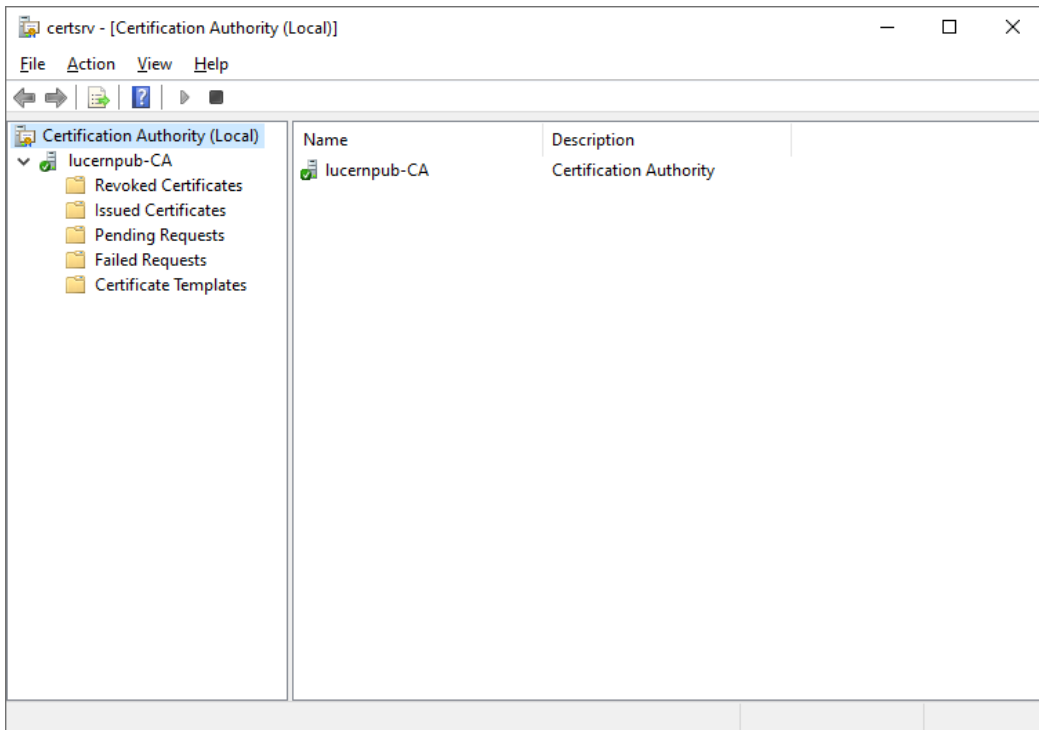 certsrv - [Certification Authority (Local)]
File Action View Help
Certification Authority (Local)
lucernpub-CA
Revoked Certificates
Issued Certificates
Pending Requests
Failed Requests
Certificate Templates
Name Description
lucernpub-CA Certification Authority